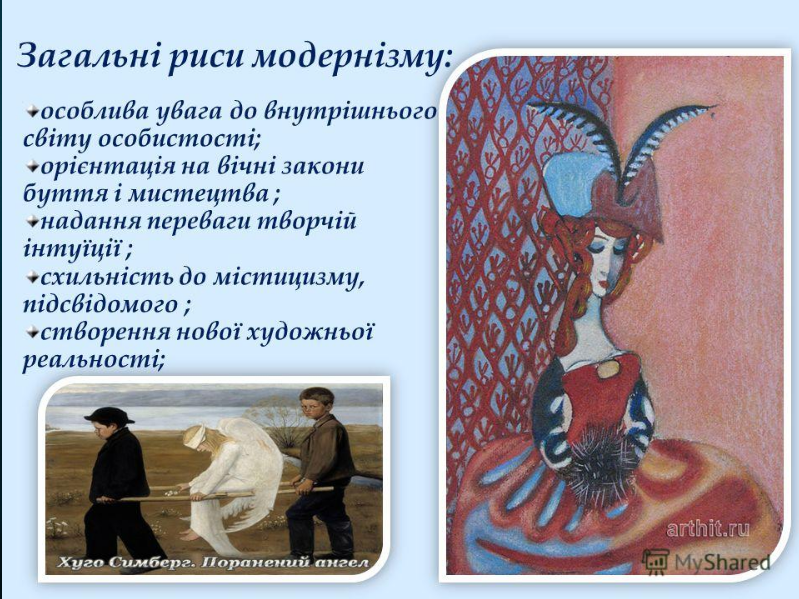 Загальні риси модернізму:
особлива увага до внутрішнього
світу особистості;
орієнтація на вічні закони
буття і мистецтва ;
надання переваги творчій
інтуїції ;
схильність до містицизму,
підсвідомого ;
створення нової художньої
реальності;
Хуго Симберг. Поранений ангел
arthit.ru
MyShared